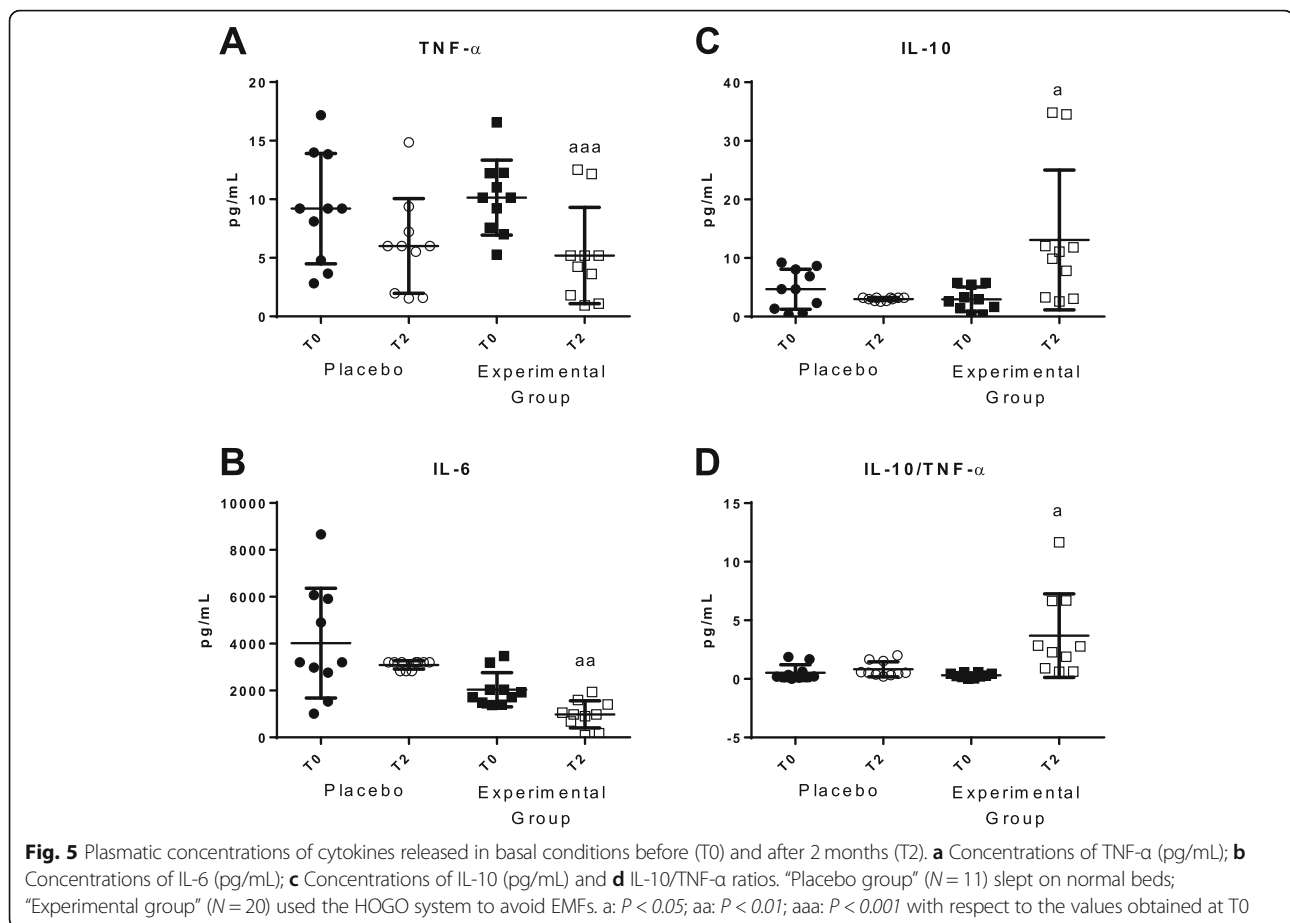 A
TNF-α
pg/mL
20
15
10
5
0
T0
T2
T0
T2
aaa
Placebo
Experimental
Group
B
IL-6
pg/mL
10000
8000
6000
4000
2000
0
T0
T2
T0
T2
aa
Placebo
Experimental
Group
C
IL-10
pg/mL
40
30
20
10
0
T0
T2
T0
T2
a
Placebo
Experimental
Group
D
IL-10/TNF-α
pg/mL
15
10
5
0
-5
T0
T2
T0
T2
a
Placebo
Experimental
Group
Fig. 5 Plasmatic concentrations of cytokines released in basal conditions before (T0) and after 2 months (T2). a Concentrations of TNF-α (pg/mL); b
Concentrations of IL-6 (pg/mL); c Concentrations of IL-10 (pg/mL) and d IL-10/TNF-α ratios. “Placebo group” (N = 11) slept on normal beds;
“Experimental group” (N = 20) used the HOGO system to avoid EMFs. a: P < 0.05; aa: P < 0.01; aaa: P < 0.001 with respect to the values obtained at T0